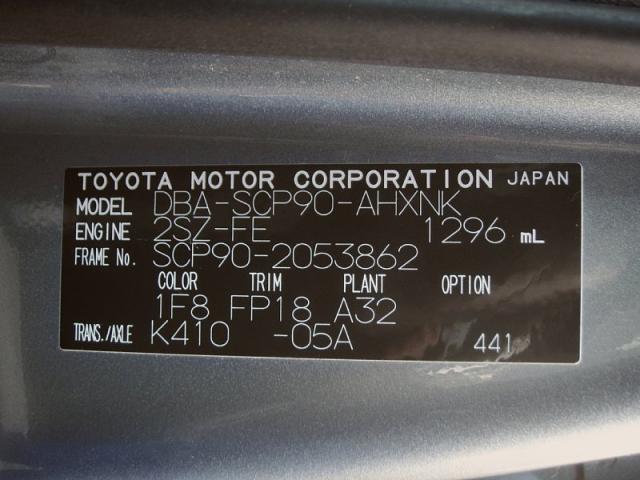 TOYOTA MOTOR CORPORATION JAPAN
MODEL DBA-SCP90-AHXNK
ENGINE 2SZ-FE 1296 mL
FRAME No. SCP90-2053862
COLOR TRIM PLANT OPTION
1F8 FP18 A32
TRANS./AXLE K410 -05A 441